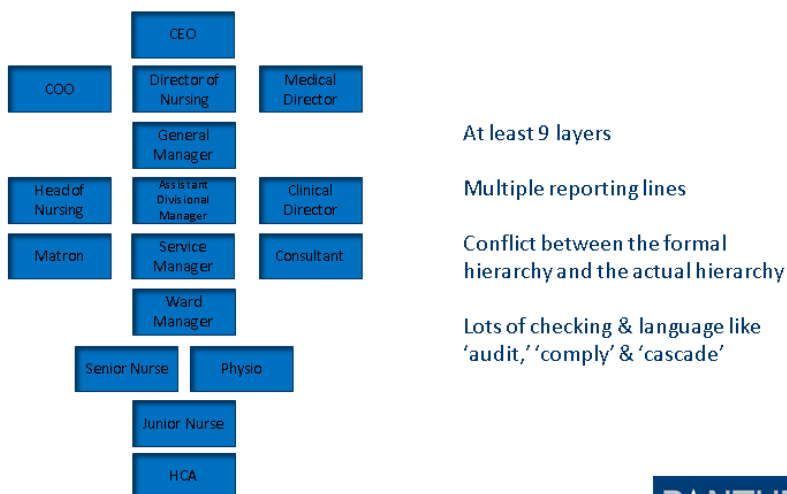 CEO
COO
Director of
Nursing
Medical
Director
General
Manager
Head of
Nursing
Assistant
Divisional
Manager
Clinical
Director
Matron
Service
Manager
Consultant
Ward
Manager
Senior Nurse
Physio
Junior Nurse
HCA
At least 9 layers
Multiple reporting lines
Conflict between the formal
hierarchy and the actual hierarchy
Lots of checking & language like
‘audit,’ ‘comply’ & ‘cascade’